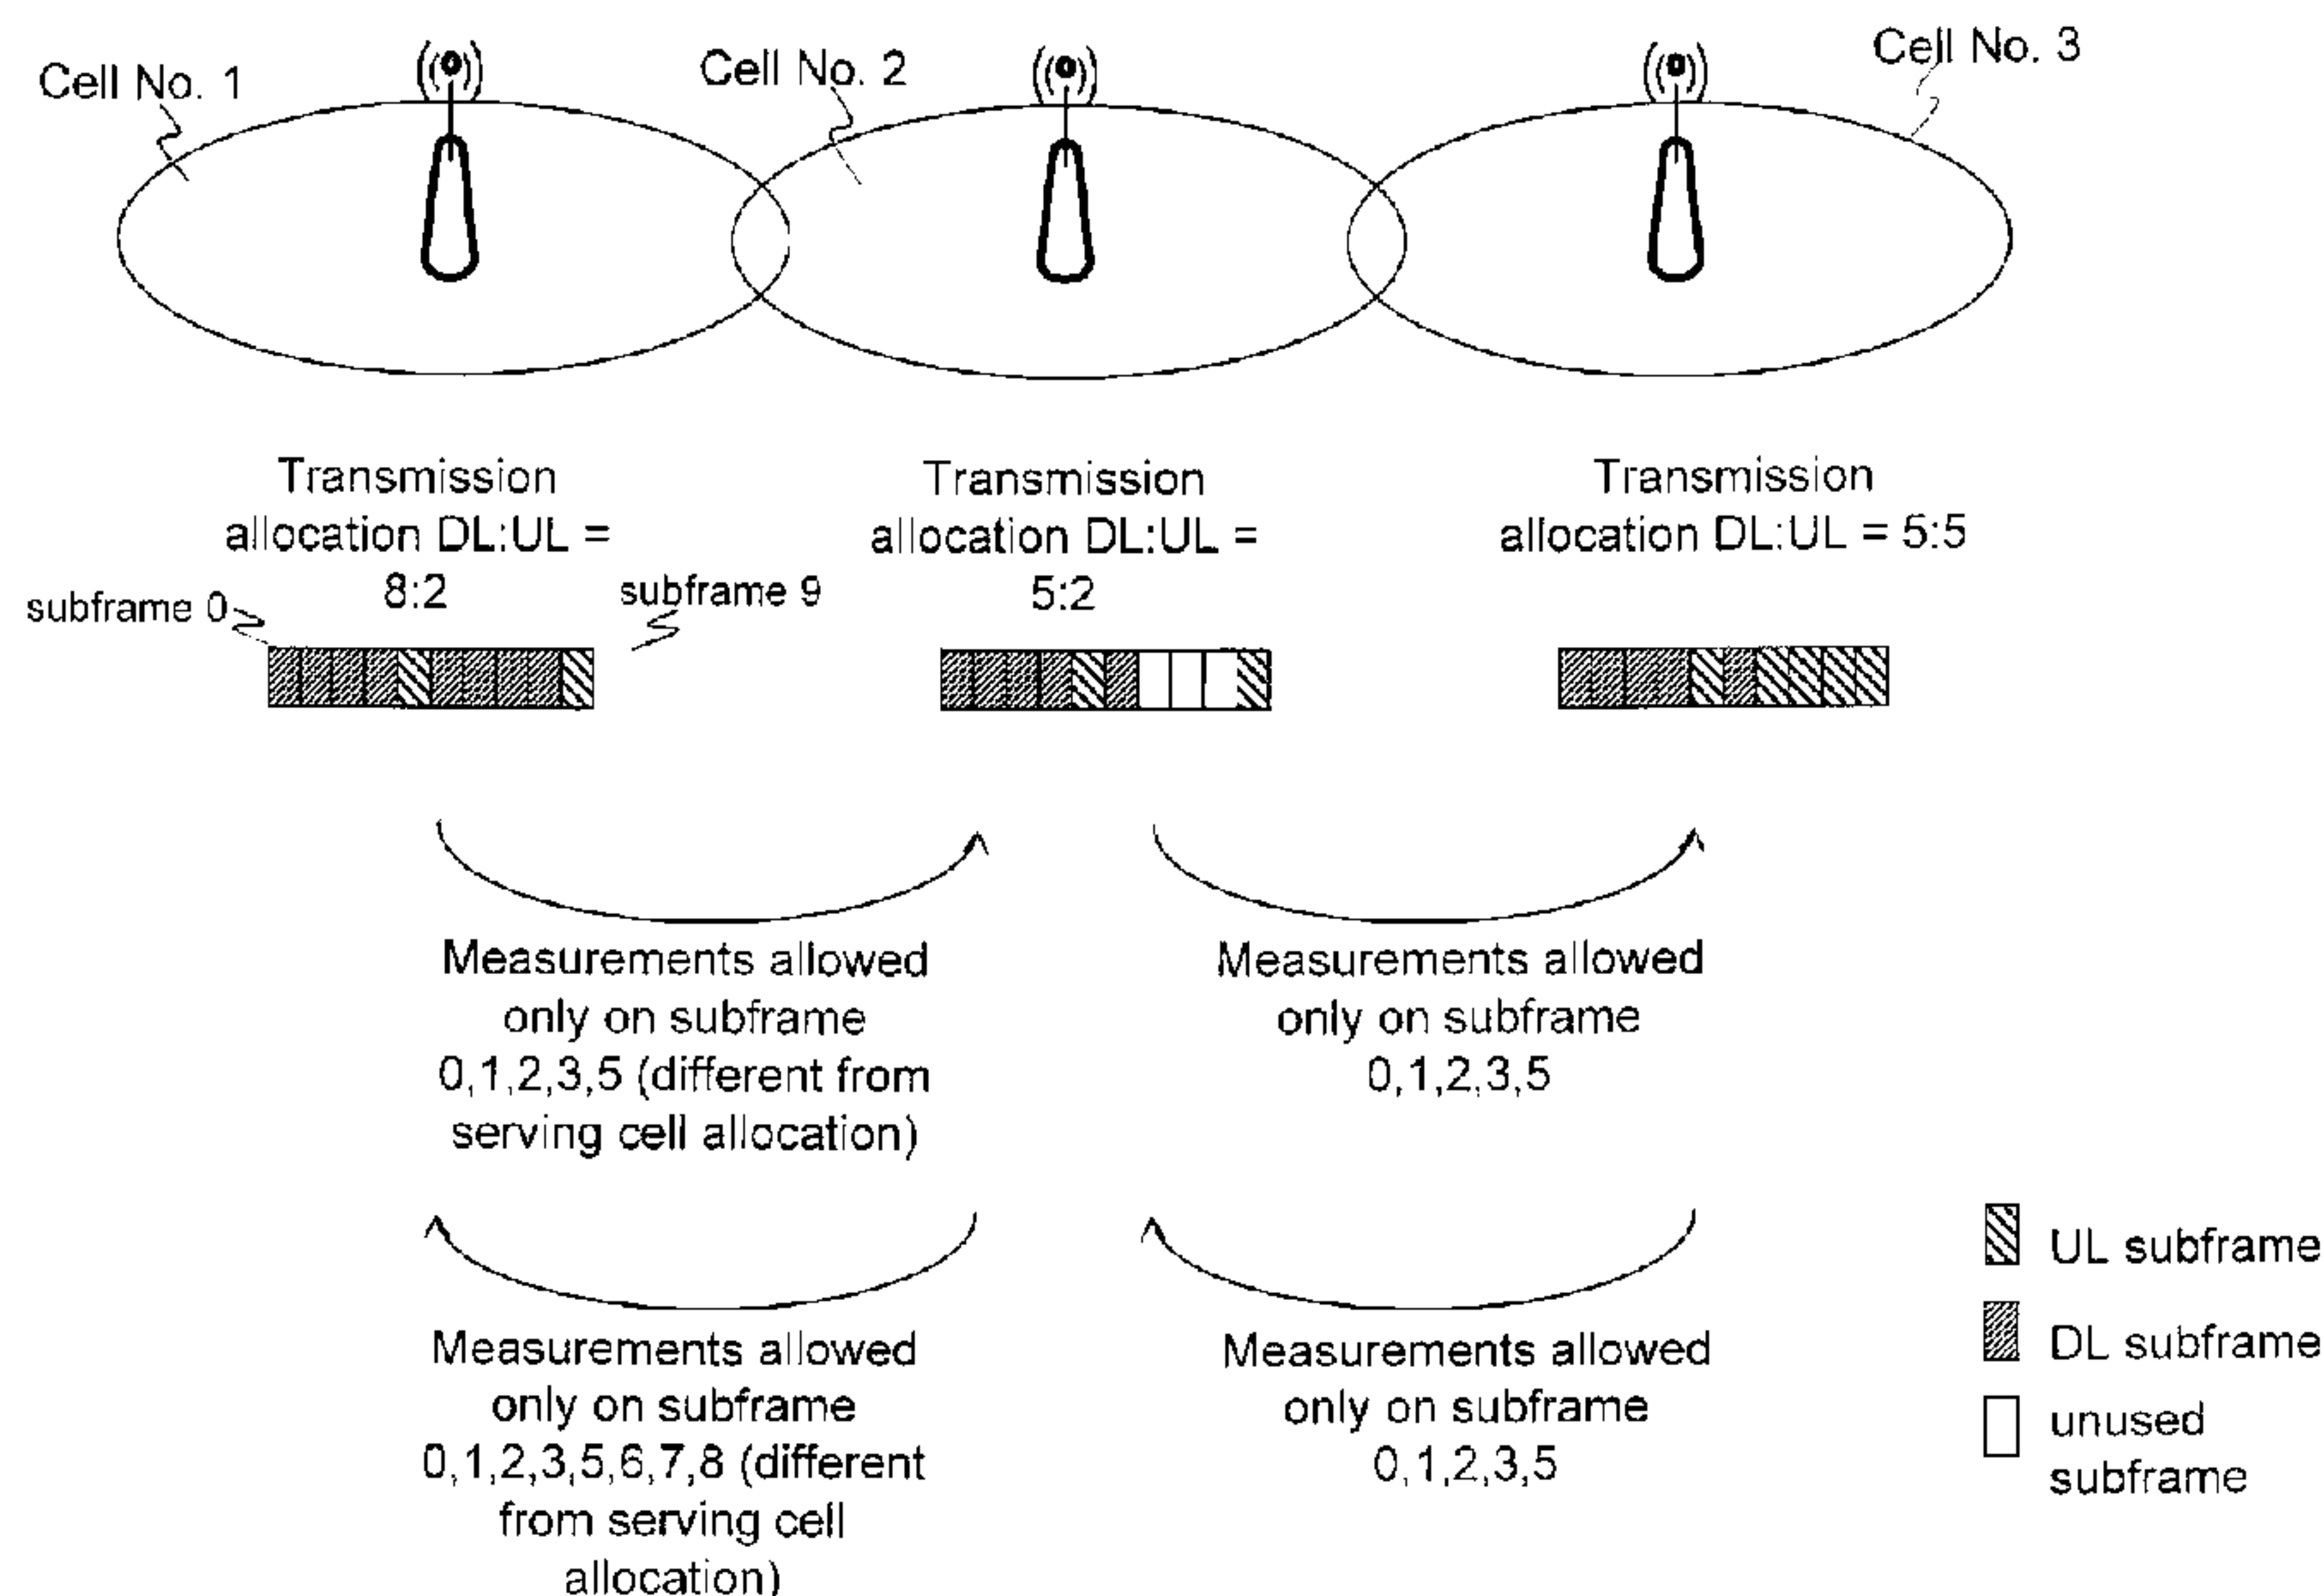 Cell No. 1
Cell No. 2
Cell No. 3
Transmission
allocation DL:UL =
8:2
Transmission
allocation DL:UL =
5:2
Transmission
allocation DL:UL = 5:5
subframe 0
subframe 9
Measurements allowed
only on subframe
0,1,2,3,5 (different from
serving cell allocation)
Measurements allowed
only on subframe
0,1,2,3,5
Measurements allowed
only on subframe
0,1,2,3,5,6,7,8 (different
from serving cell
allocation)
Measurements allowed
only on subframe
0,1,2,3,5
UL subframe
DL subframe
unused
subframe